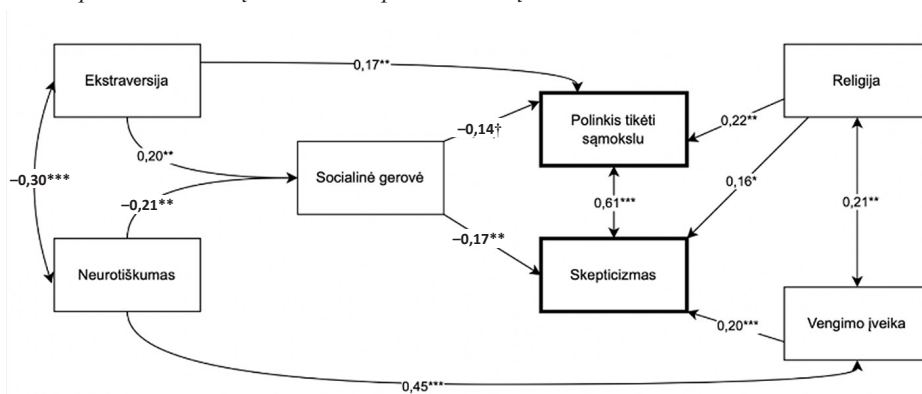 Ekstraversija
0,17**
Religija
Polinkis tikėti
sąmokslu
–0,14†
0,22**
0,20**
–0,30***
Socialinė gerovė
0,16*
–0,21**
0,61***
0,21**
–0,17**
Neurotiškumas
Skepticizmas
0,20***
Vengimo įveika
0,45***